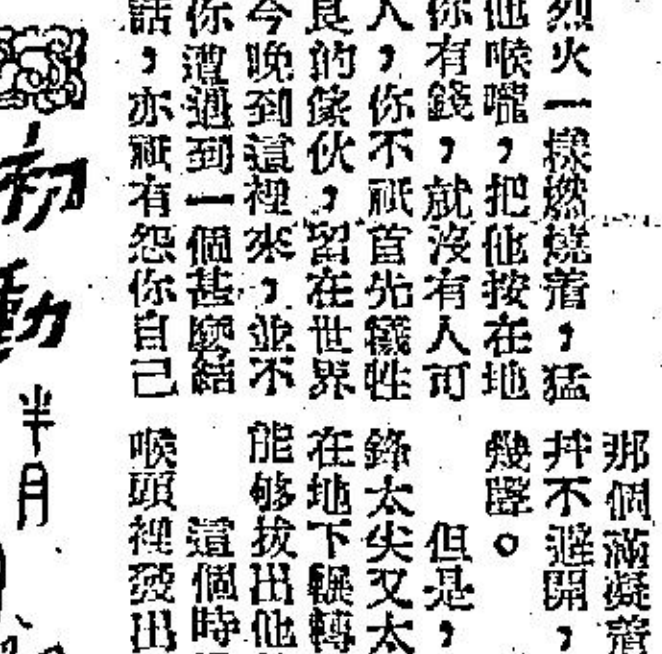 烈火一樣燃燒着，猛
他喉嚨，把他按在地
你有錢，就沒有人可
人，你不祇首先犧牲
良的傢伙，留在世界
今晚到這裡來，並不
你遭遇到一個甚麼結
話，亦祇有怨你自己
那個滿凝着
并不避開，
幾聲。
但是，
鋒太尖又太
在地下輾轉
能够拔出他
這個時
喉頭裡發出
初動
半月